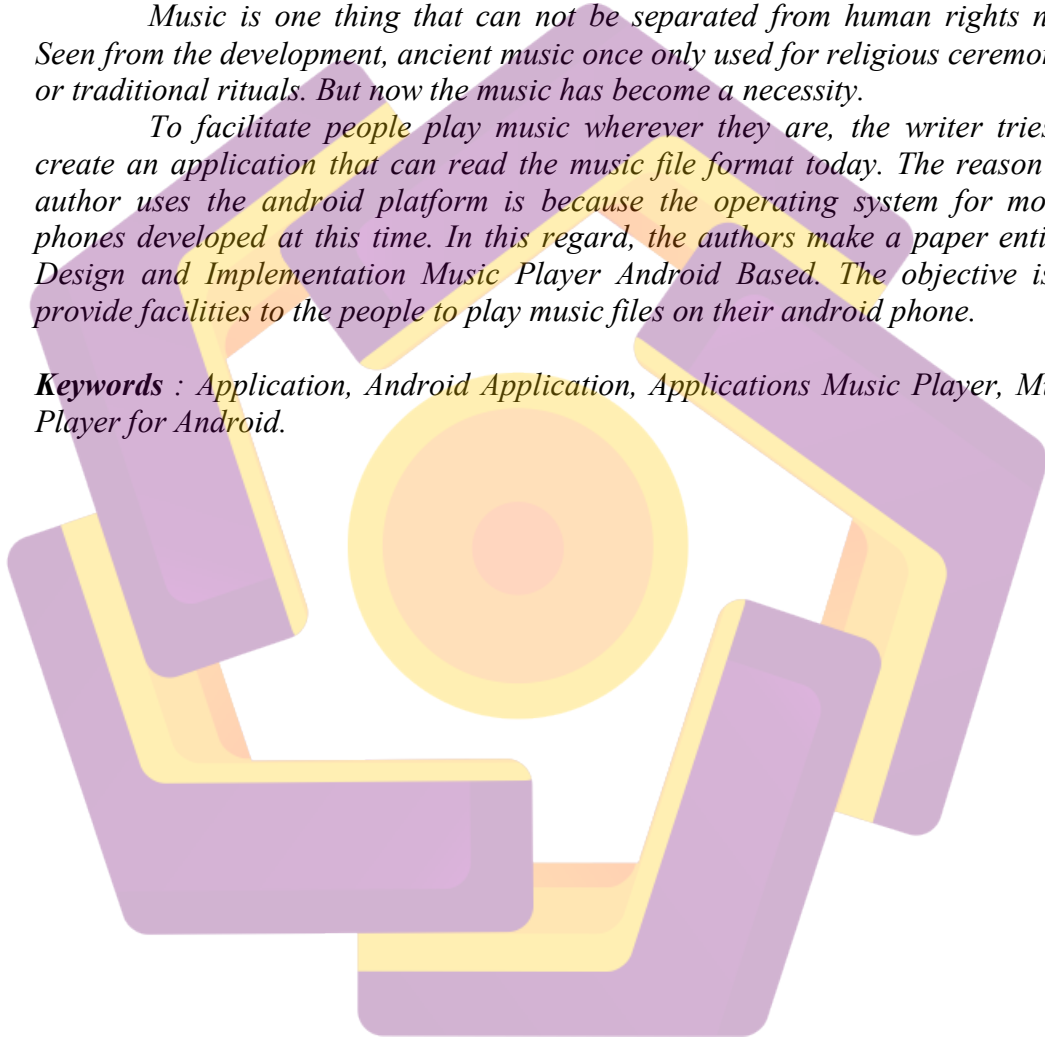 Music is one thing that can not be separated from human rights
Seen from the development, ancient music once only used for religious
or traditional rituals. But now the music has become a necessity.
To facilitate people play music wherever they are, the writer tries
create an application that can read the music file format today. The reason
author uses the android platform is because the operating system for
phones developed at this time. In this regard, the authors make a paper
Design and Implementation Music Player Android Based. The objective is
provide facilities to the people to play music files on their android phone.
Keywords : Application, Android Application, Applications Music Player,
Player for Android.